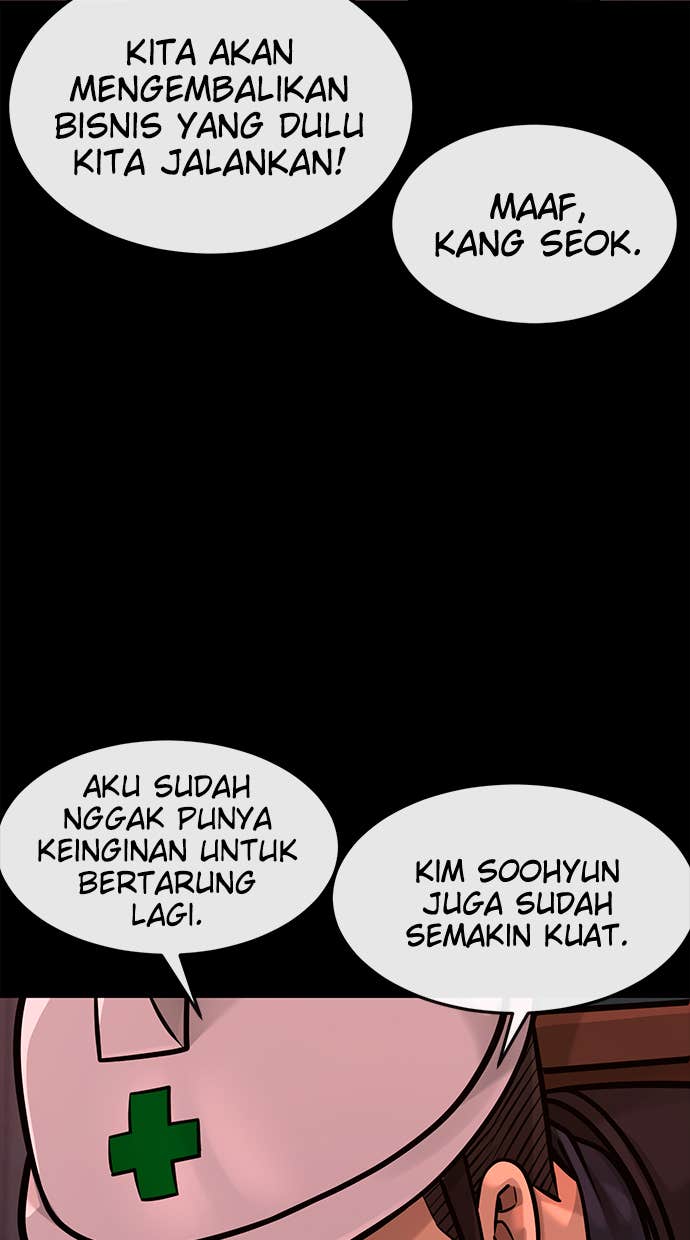 KITA AKAN
MENGEMBALIKAN
BISNIS YANG DULU
KITA JALANKAN!
MAAF,
KANG SEOK.
AKU SUDAH
NGGAK PUNYA
KEINGINAN UNTUK
BERTARUNG
LAGI.
KIM SOOHYUN
JUGA SUDAH
SEMAKIN KUAT.